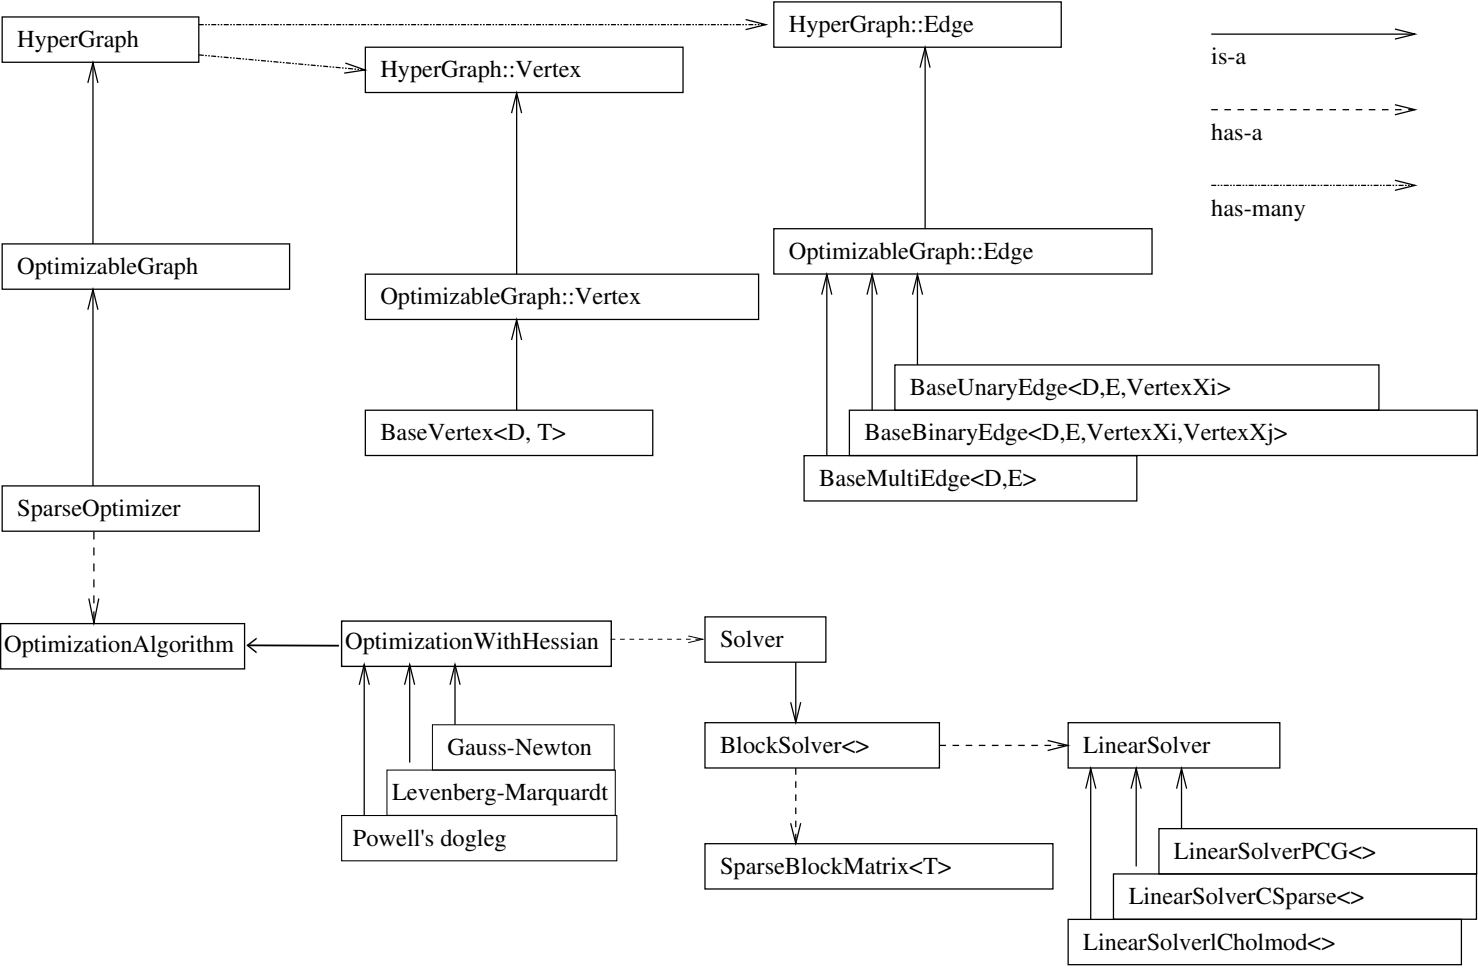 HyperGraph
HyperGraph::Edge
HyperGraph::Vertex
is-a
has-a
has-many
OptimizableGraph
OptimizableGraph::Edge
OptimizableGraph::Vertex
BaseUnaryEdge<D,E,VertexXi>
BaseVertex<D, T>
BaseBinaryEdge<D,E,VertexXi,VertexXj>
BaseMultiEdge<D,E>
SparseOptimizer
OptimizationAlgorithm
OptimizationWithHessian
Solver
Gauss-Newton
BlockSolver<>
LinearSolver
Levenberg-Marquardt
Powell's dogleg
SparseBlockMatrix<T>
LinearSolverPCG<>
LinearSolverCSparse<>
LinearSolverlCholmod<>